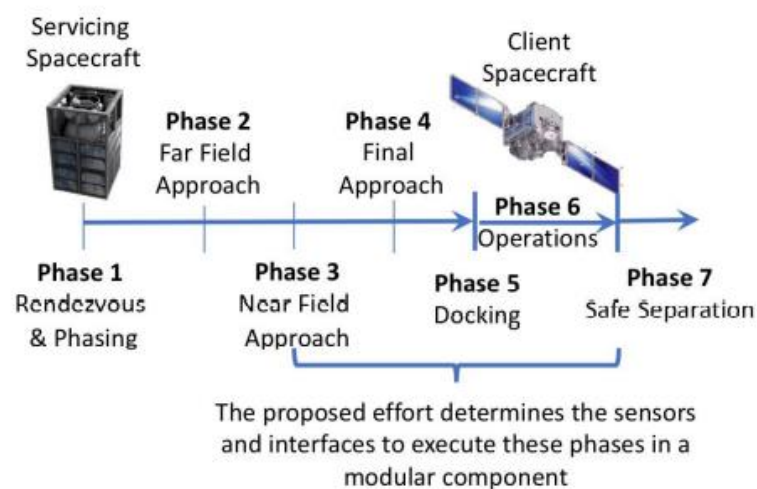 Servicing
Spacecraft
Client
Spacecraft
Phase 2
Far Field
Approach
Phase 4
Final
Approach
Phase 6
Operations
Phase 1
Rendezvous
& Phasing
Phase 3
Near Field
Approach
Phase 5
Docking
Phase 7
Safe Separation
The proposed effort determines the sensors
and interfaces to execute these phases in a
modular component